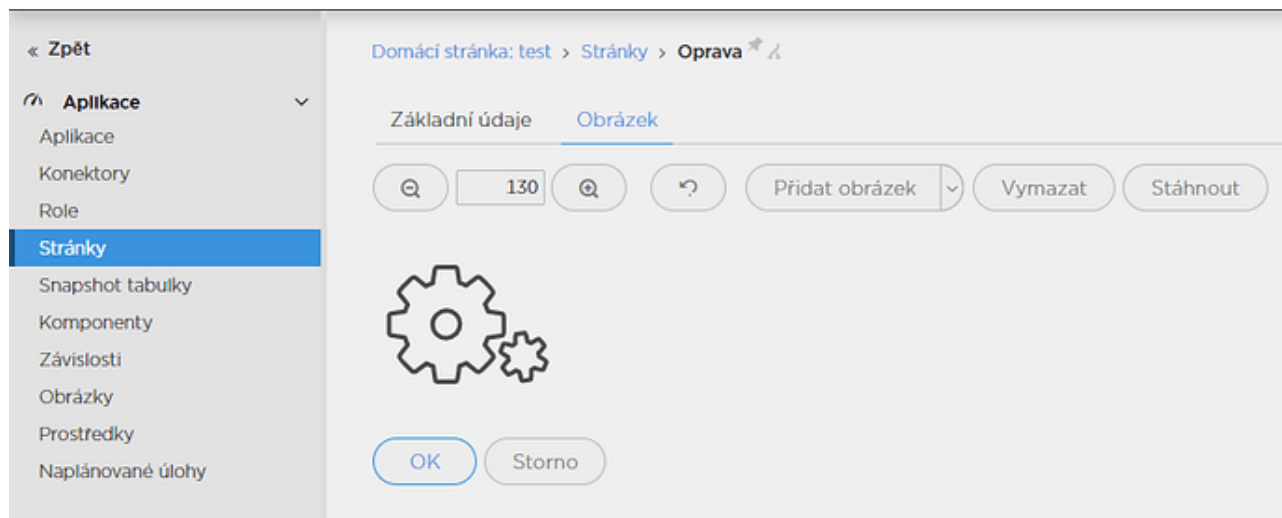 « Zpět
Aplikace
Aplikace
Konektory
Role
Stránky
Snapshot tabulky
Komponenty
Závislosti
Obrázky
Prostředky
Naplánované úlohy
Domácí stránka: test > Stránky > Oprava
Základní údaje Obrázek
130 Přidat obrázek Vymazat Stáhnout
OK Storno